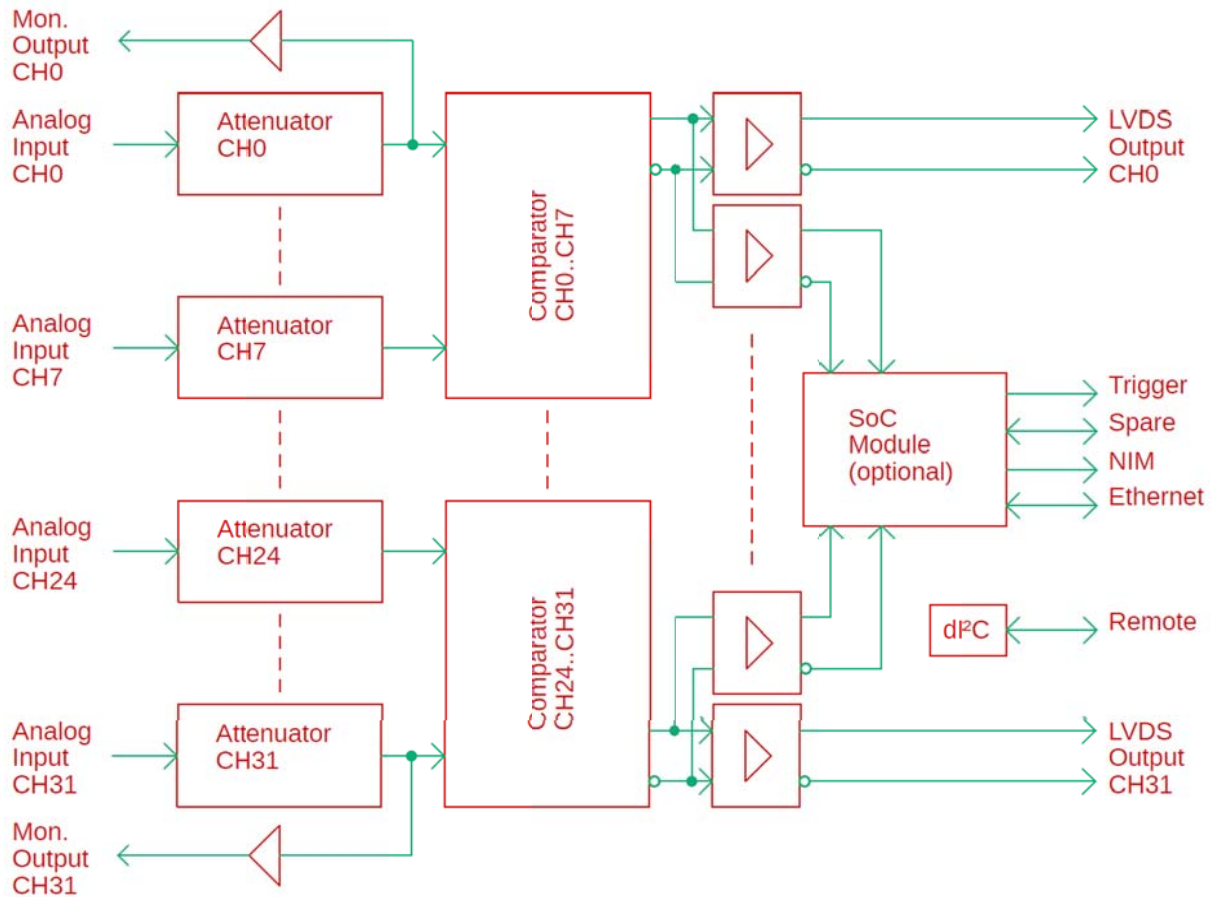 Mon.
Output
CH0
Analog
Input
CH0
Attenuator
CH0
Comparator
CH0..CH7
LVDS
Output
CH0
Analog
Input
CH7
Attenuator
CH7
SoC
Module
(optional)
Trigger
Spare
NIM
Ethernet
Analog
Input
CH24
Attenuator
CH24
Comparator
CH24..CH31
dI²C
Remote
Analog
Input
CH31
Attenuator
CH31
LVDS
Output
CH31
Mon.
Output
CH31